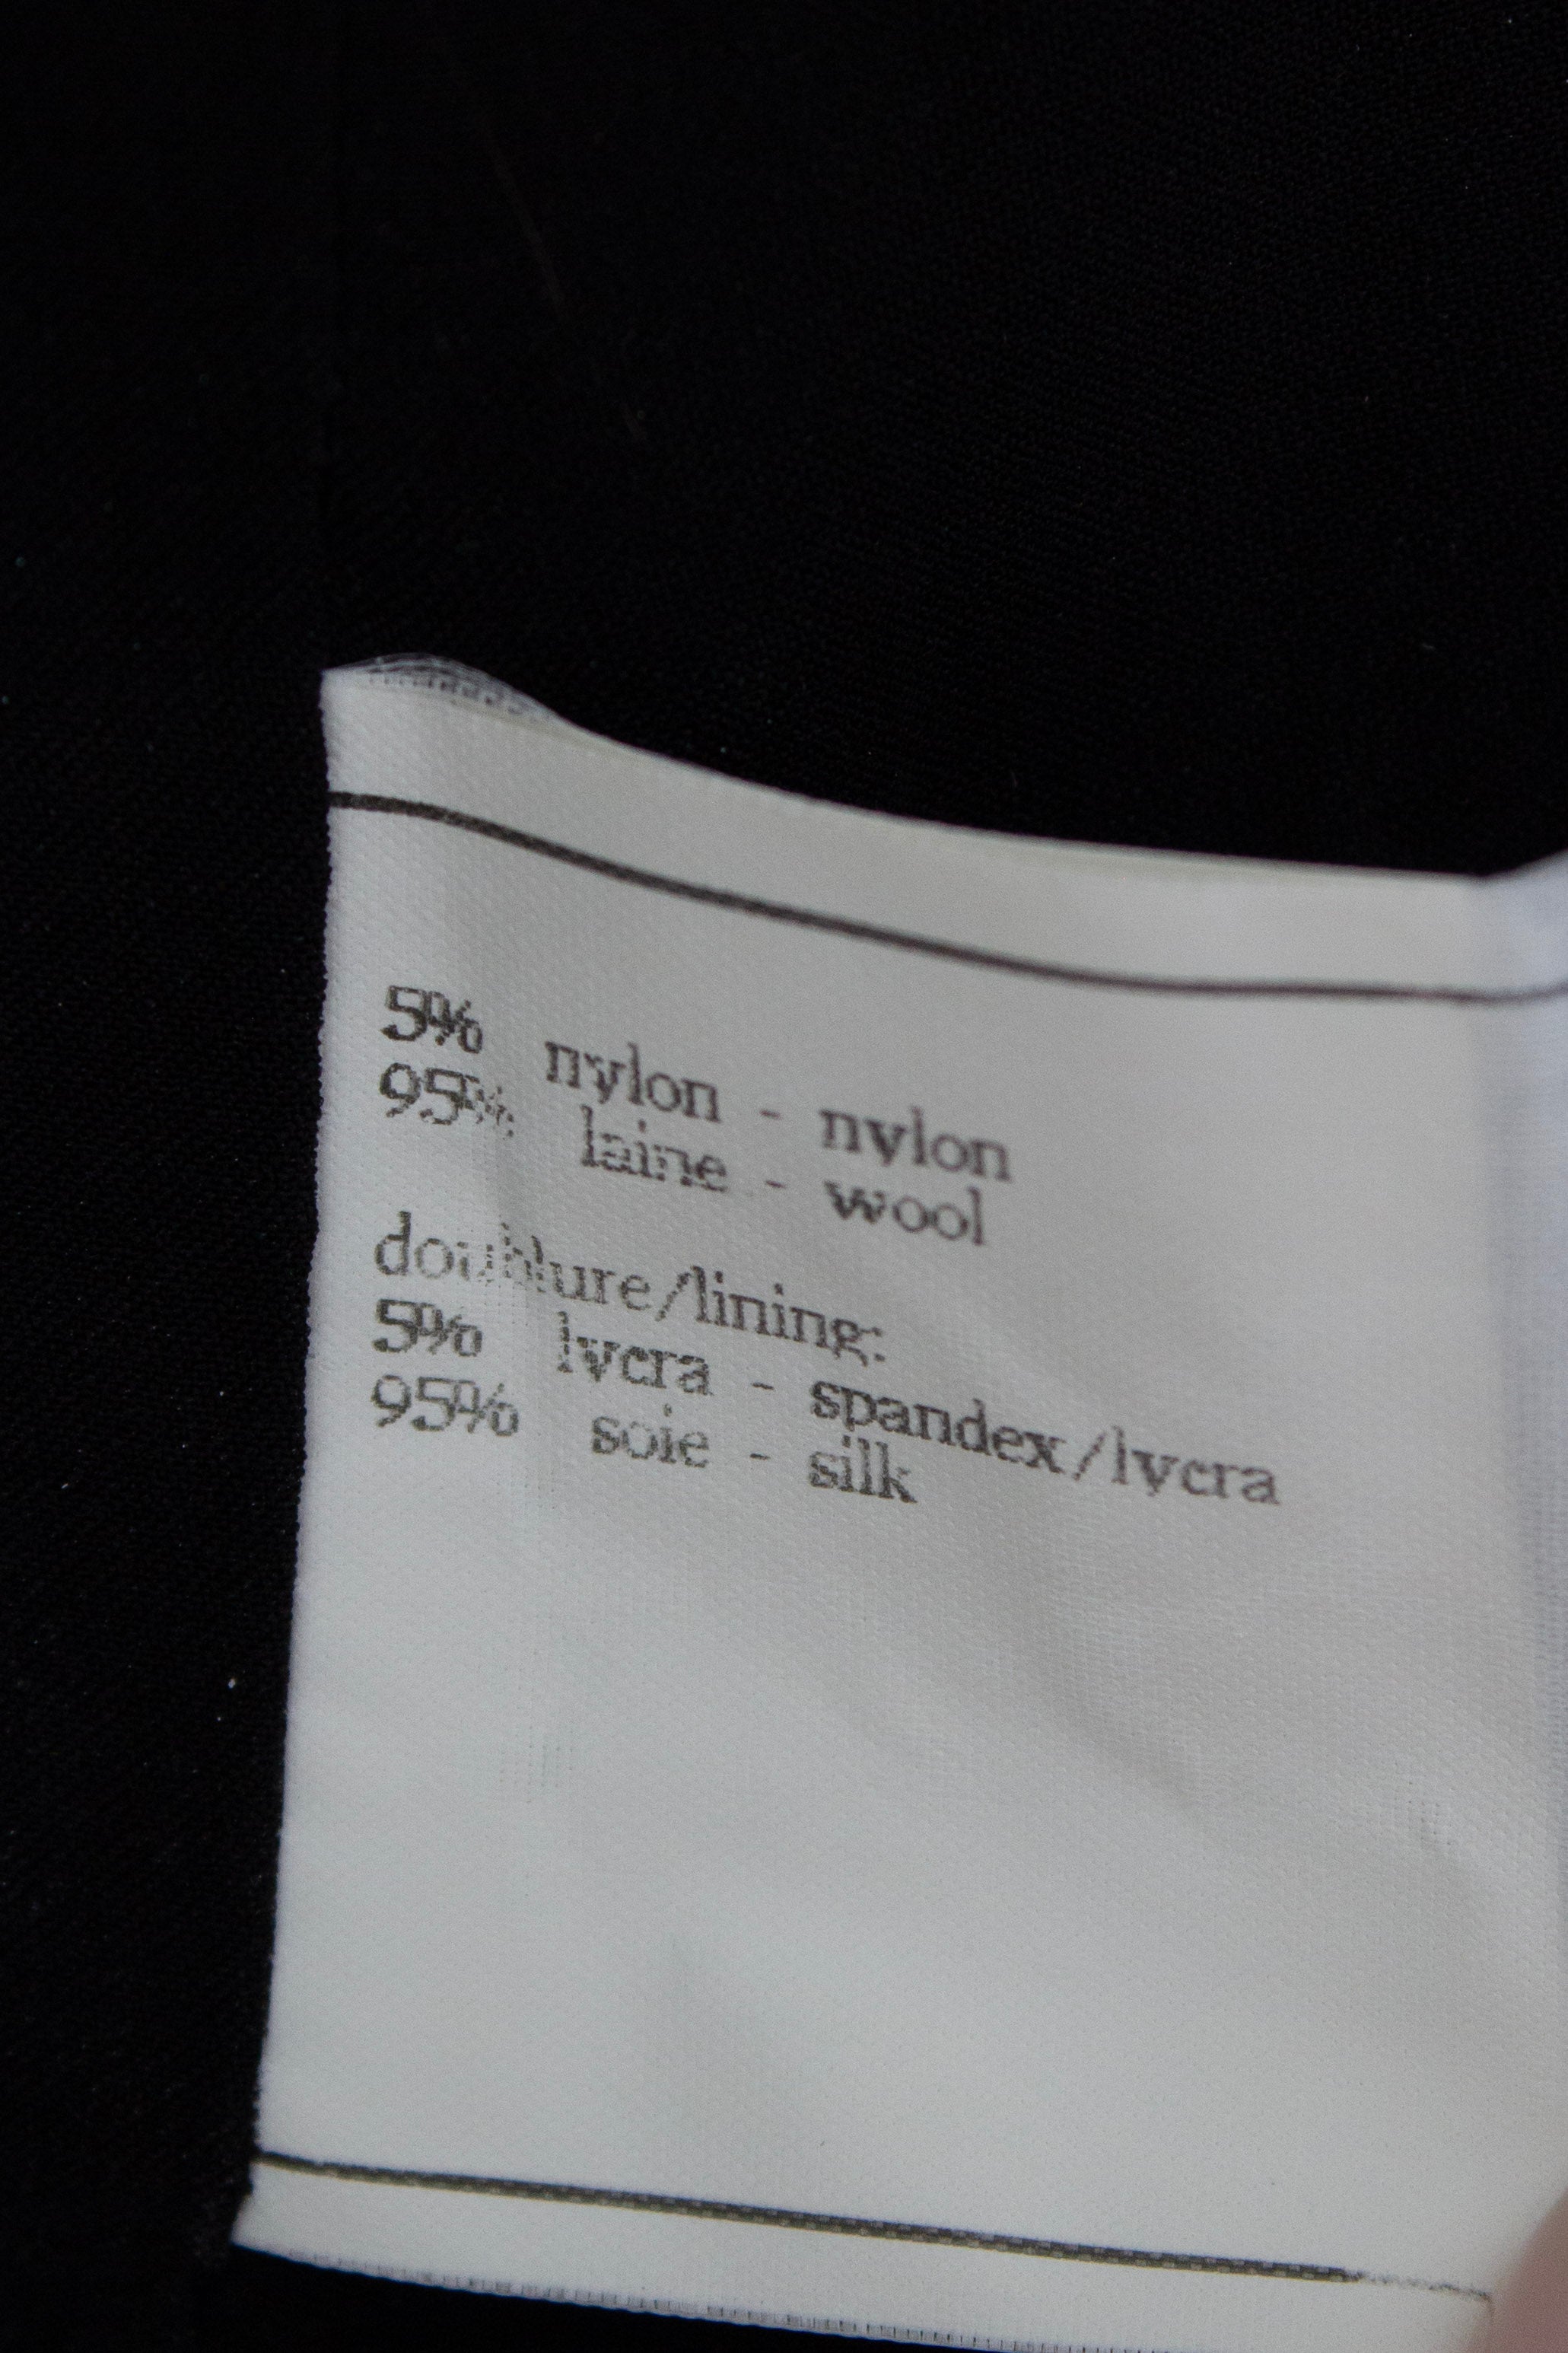 5% nylon - nylon
95% laine - wool
doublure/lining:
5% lycra - spandex/lycra
95% soie - silk